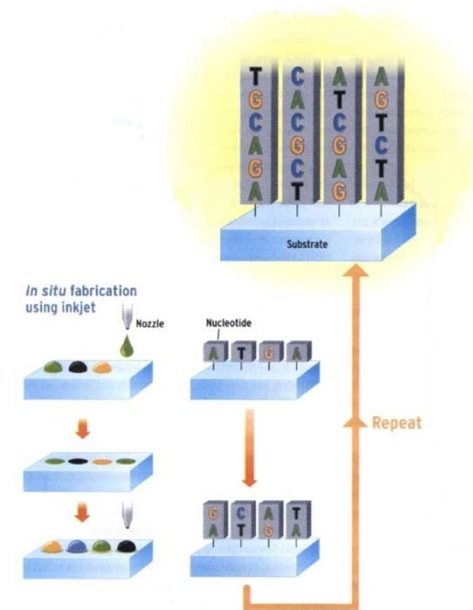 T C A A
G A T G
C C C T
A G G C
G C A T
A T G A
Substrate
In situ fabrication
using inkjet
Nozzle
Nucleotide
A T G A
Repeat
G C A T
A T G A